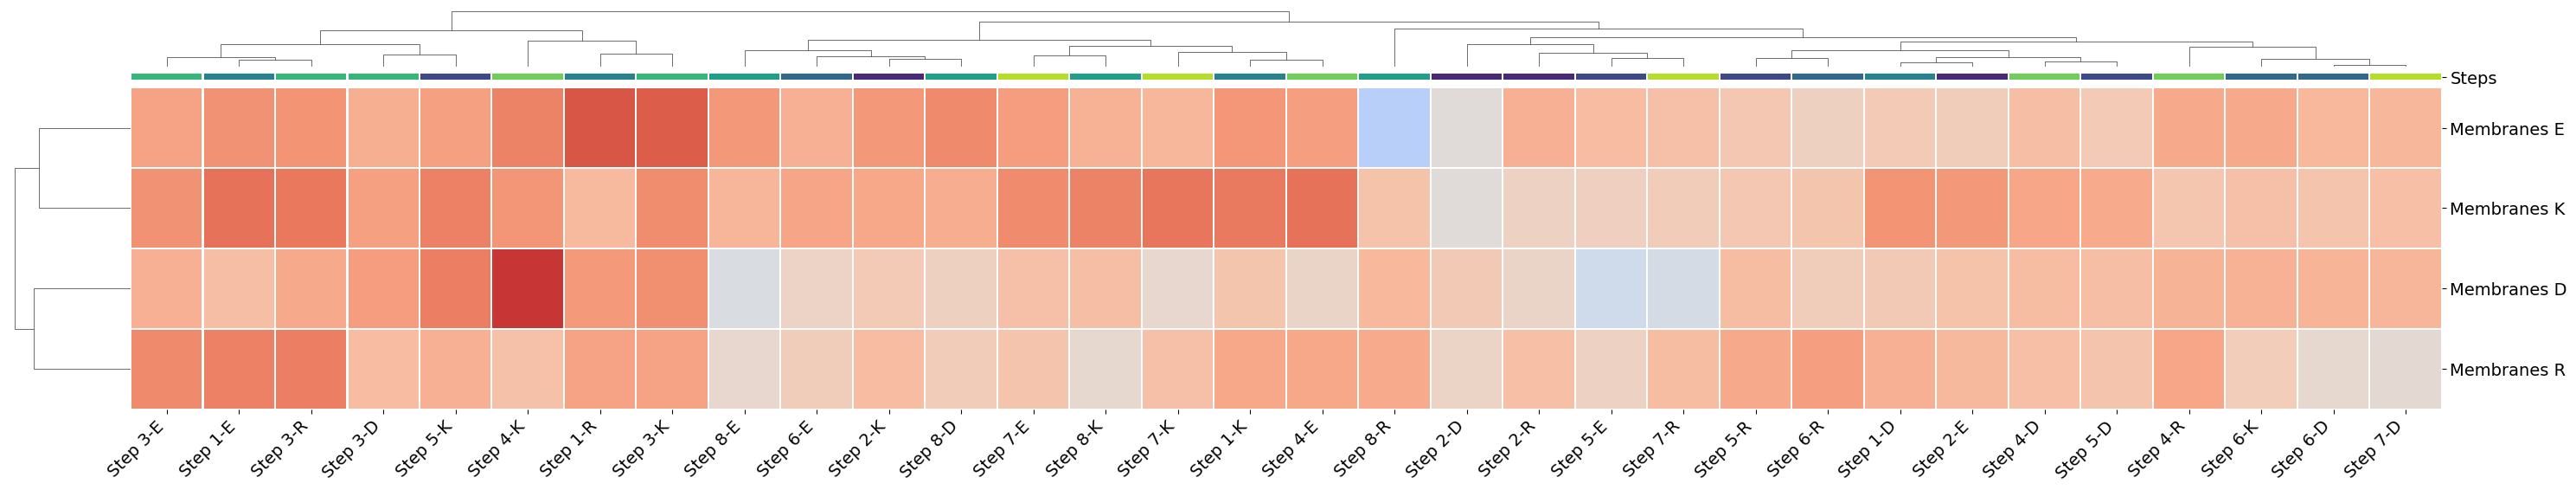 Steps
Membranes E
Membranes K
Membranes D
Membranes R
Step 3-E
Step 1-E
Step 3-R
Step 3-D
Step 5-K
Step 4-K
Step 1-R
Step 3-K
Step 8-E
Step 6-E
Step 2-K
Step 8-D
Step 7-E
Step 8-K
Step 7-K
Step 1-K
Step 4-E
Step 8-R
Step 2-D
Step 2-R
Step 5-E
Step 7-R
Step 5-R
Step 6-R
Step 1-D
Step 2-E
Step 4-D
Step 5-D
Step 4-R
Step 6-K
Step 6-D
Step 7-D